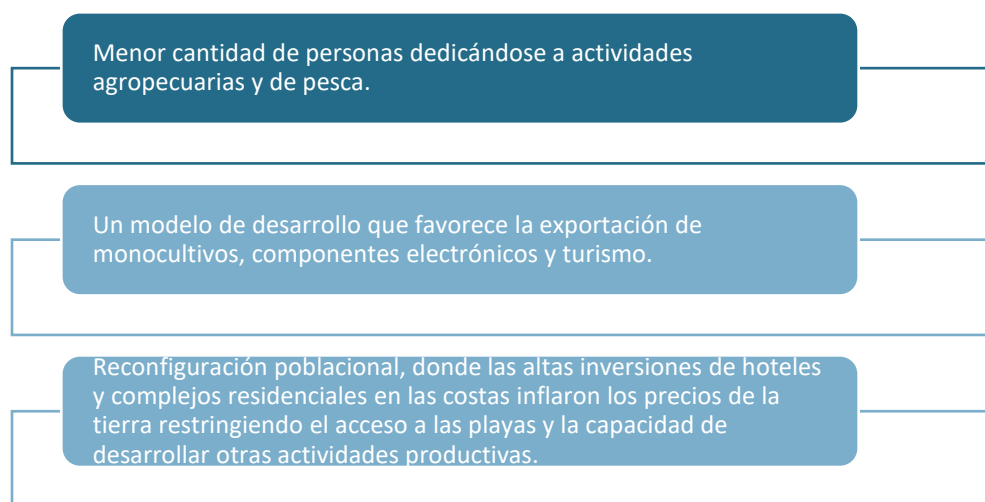 Menor cantidad de personas dedicándose a actividades
agropecuarias y de pesca.
Un modelo de desarrollo que favorece la exportación de
monocultivos, componentes electrónicos y turismo.
Reconfiguración poblacional, donde las altas inversiones de hoteles
y complejos residenciales en las costas inflaron los precios de la
tierra restringiendo el acceso a las playas y la capacidad de
desarrollar otras actividades productivas.